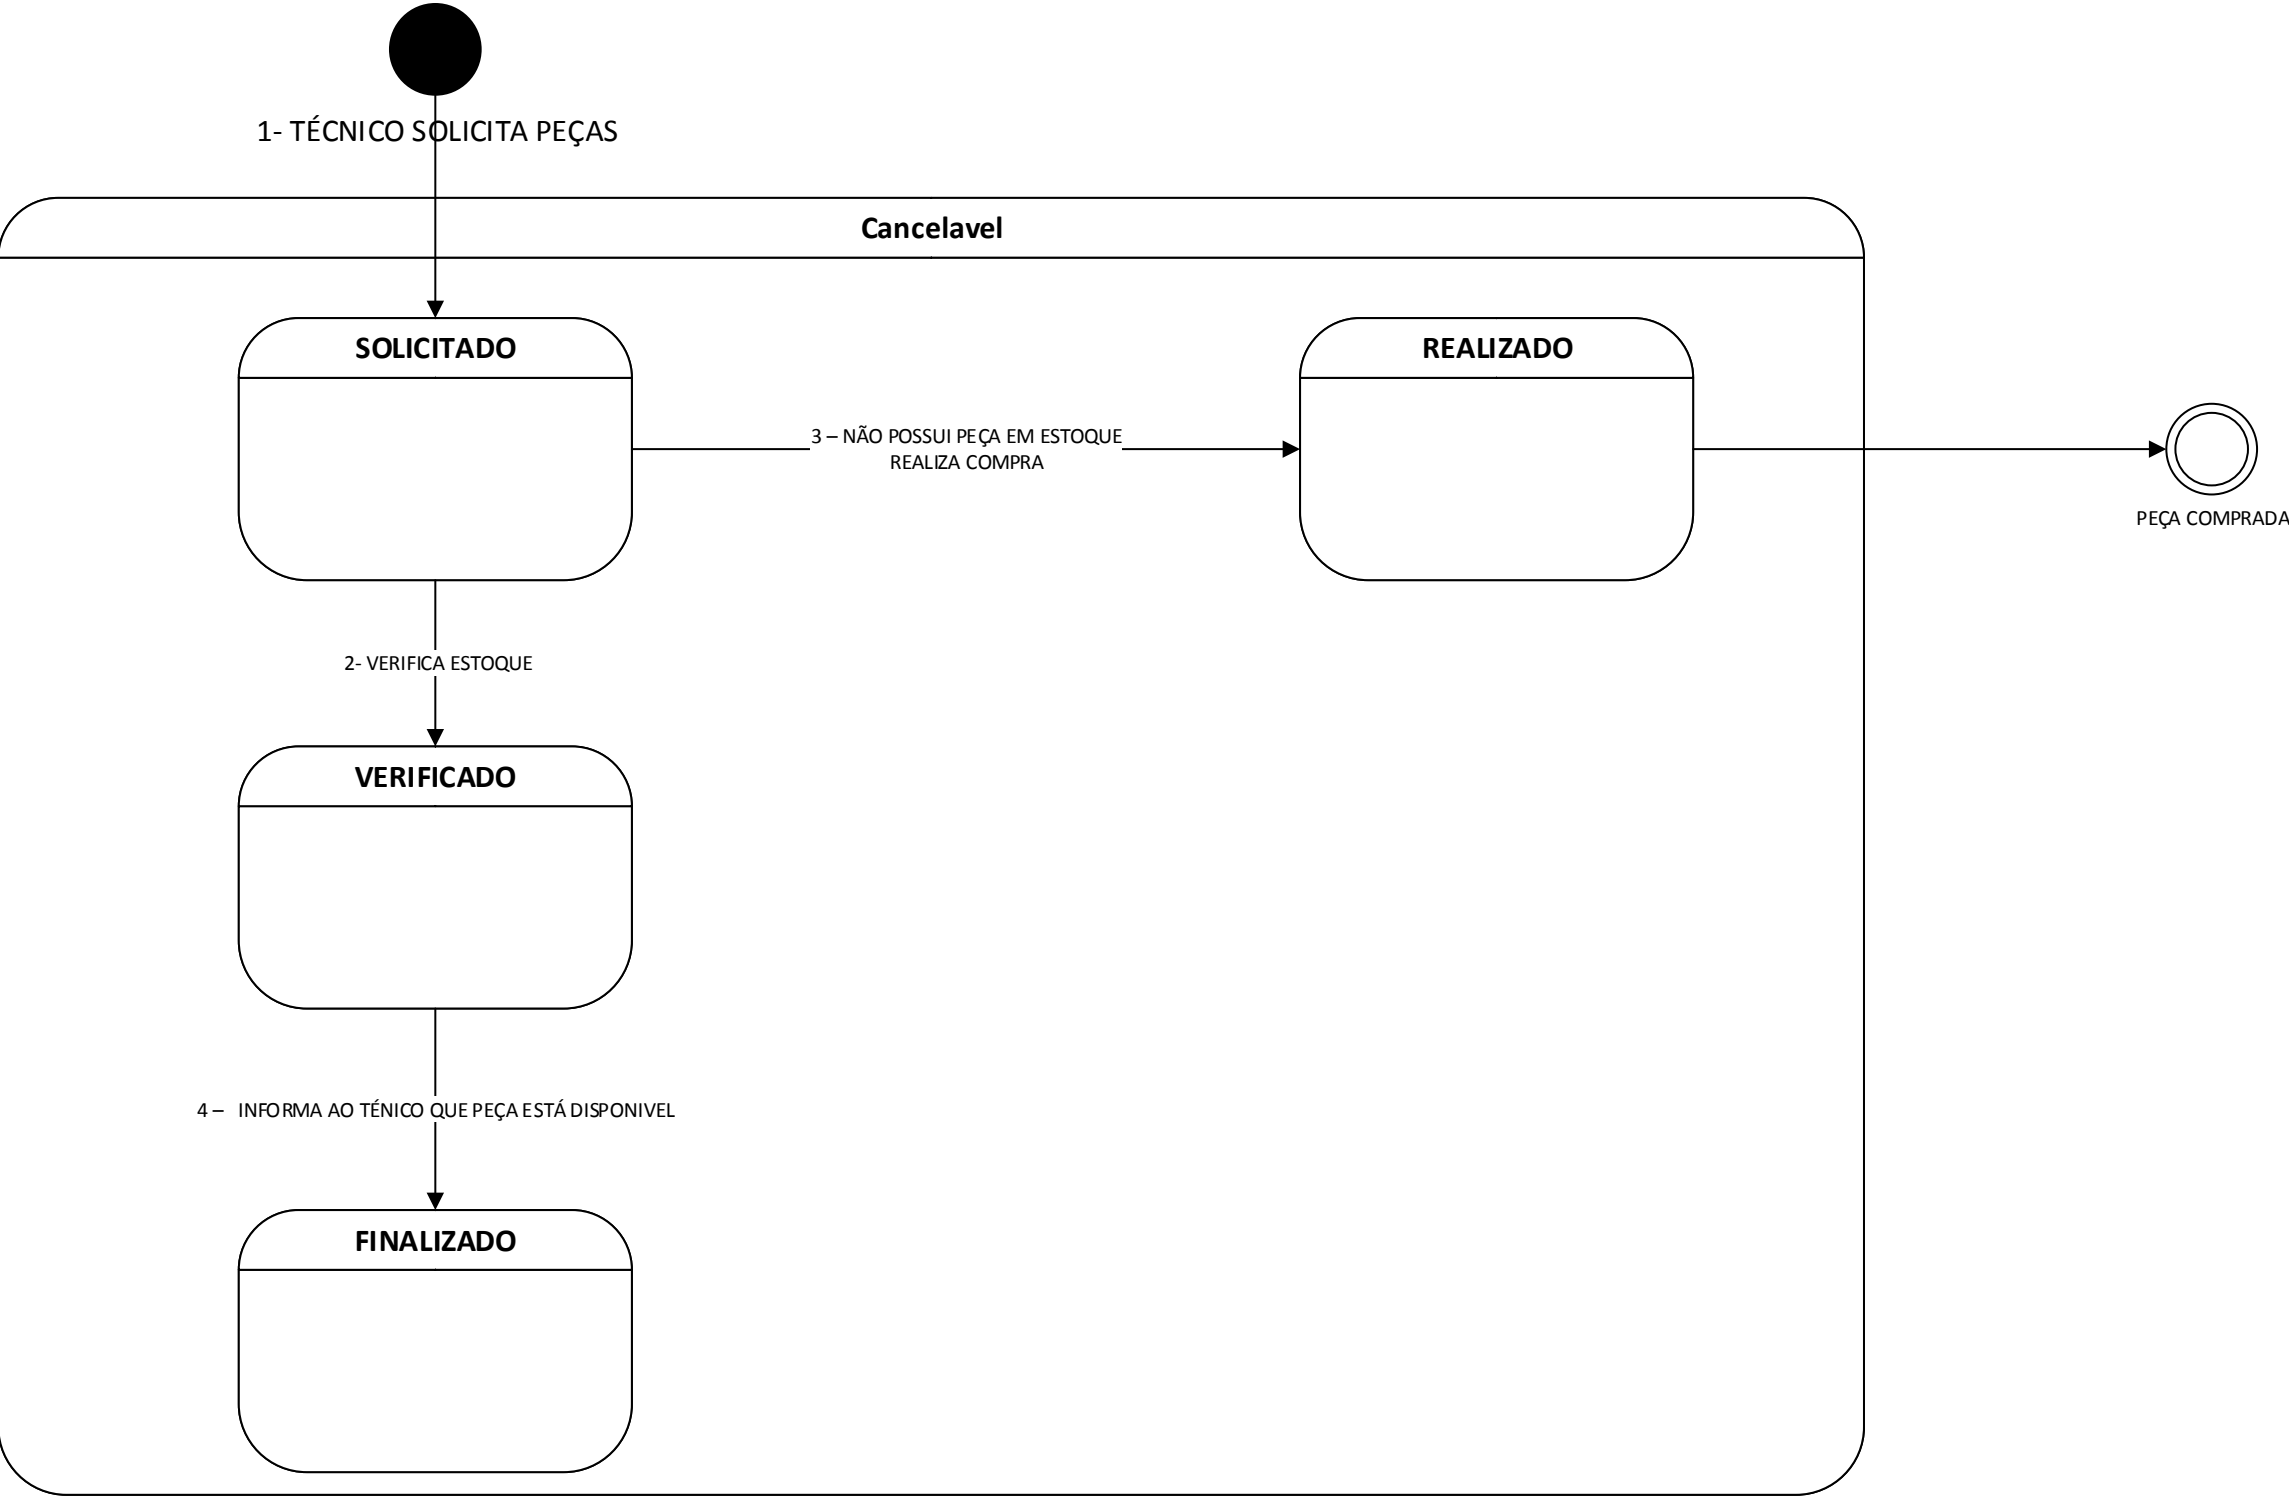 1- TÉCNICO SOLICITA PEÇAS
Cancelavel
SOLICITADO
REALIZADO
3 – NÃO POSSUI PEÇA EM ESTOQUE
REALIZA COMPRA
PEÇA COMPRADA
2- VERIFICA ESTOQUE
VERIFICADO
4 – INFORMA AO TÉNICO QUE PEÇA ESTÁ DISPONIVEL
FINALIZADO